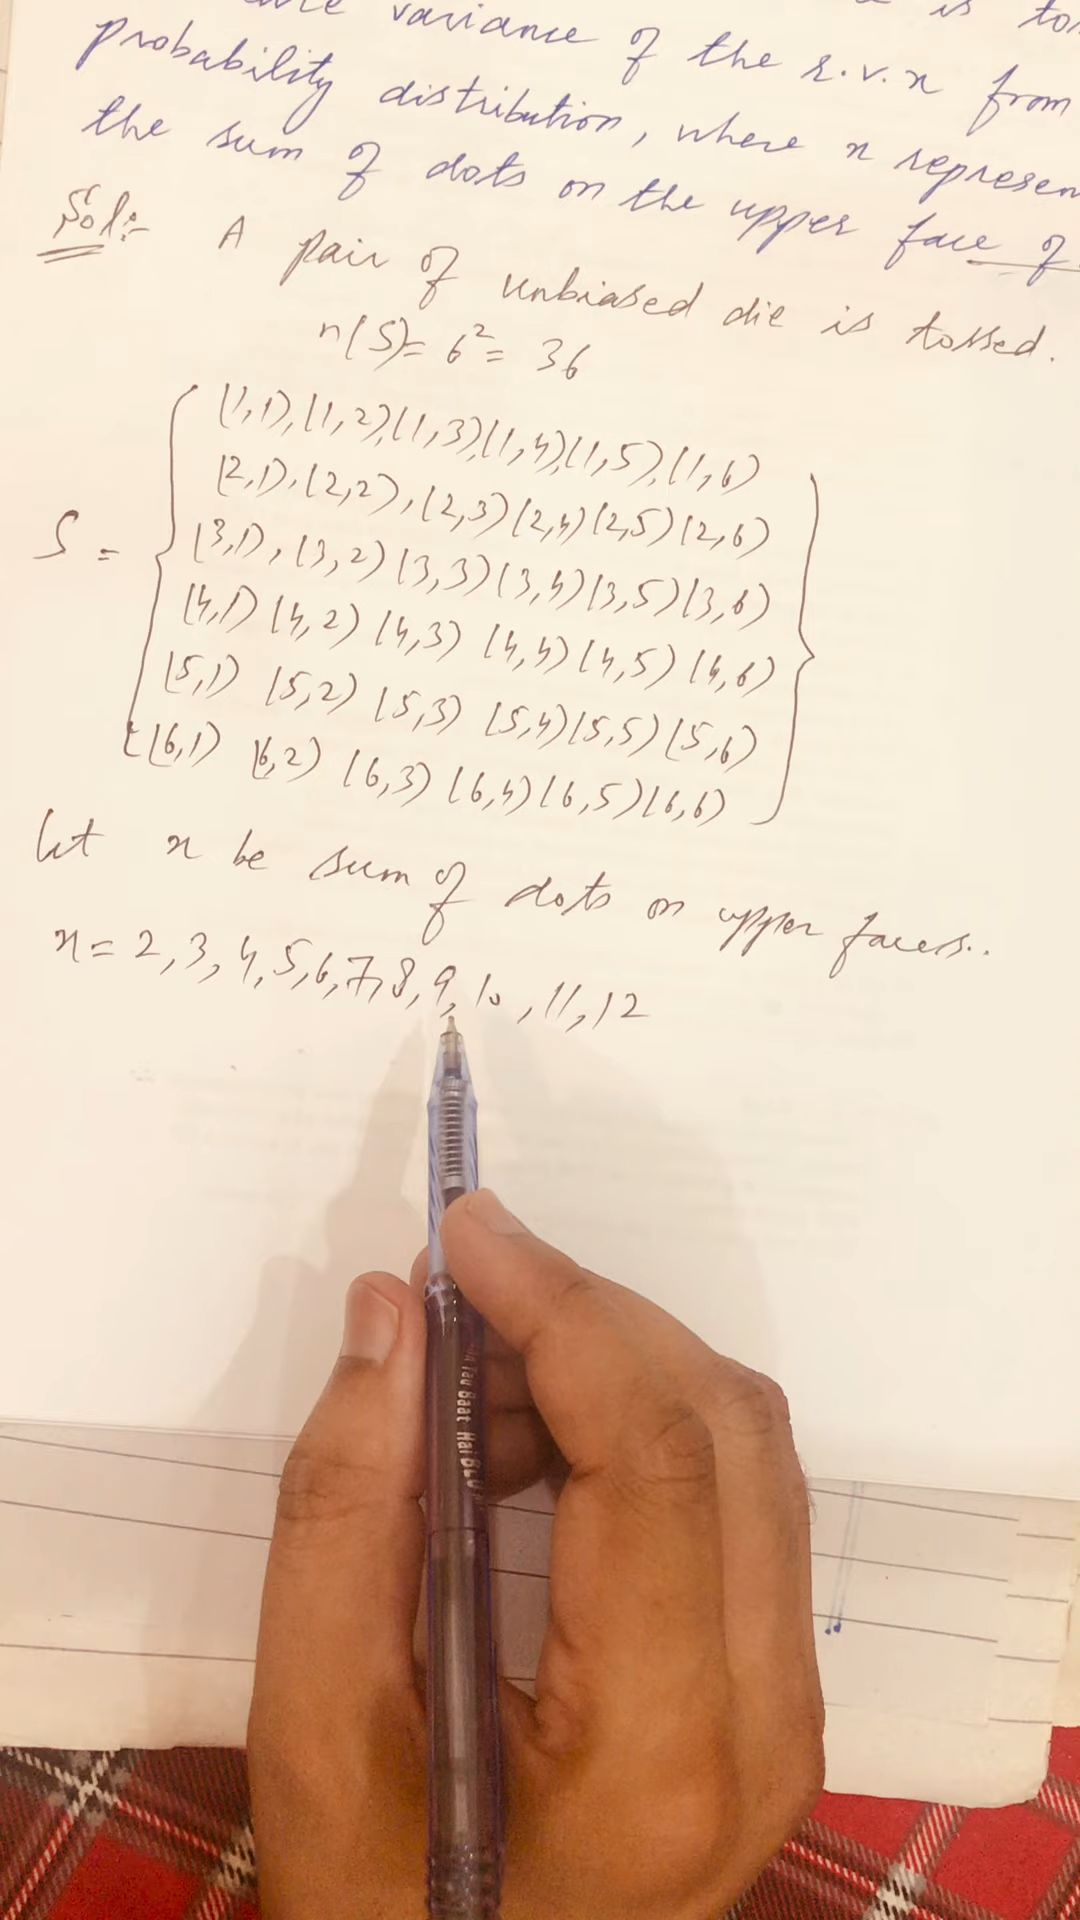 variance of the r.v. x from
probability distribution, where x represen
the sum of dots on the upper face of
Sol:- A pair of unbiased die is tossed.
n(S)= 6²= 36
S = { (1,1),(1,2),(1,3),(1,4),(1,5),(1,6)
(2,1),(2,2),(2,3)(2,4)(2,5)(2,6)
(3,1),(3,2)(3,3)(3,4)(3,5)(3,6)
(4,1)(4,2)(4,3)(4,4)(4,5)(4,6)
(5,1)(5,2)(5,3)(5,4)(5,5)(5,6)
(6,1)(6,2)(6,3)(6,4)(6,5)(6,6) }
let x be sum of dots on upper faces..
x= 2,3,4,5,6,7,8,9,10,11,12
Baat Hai BLU